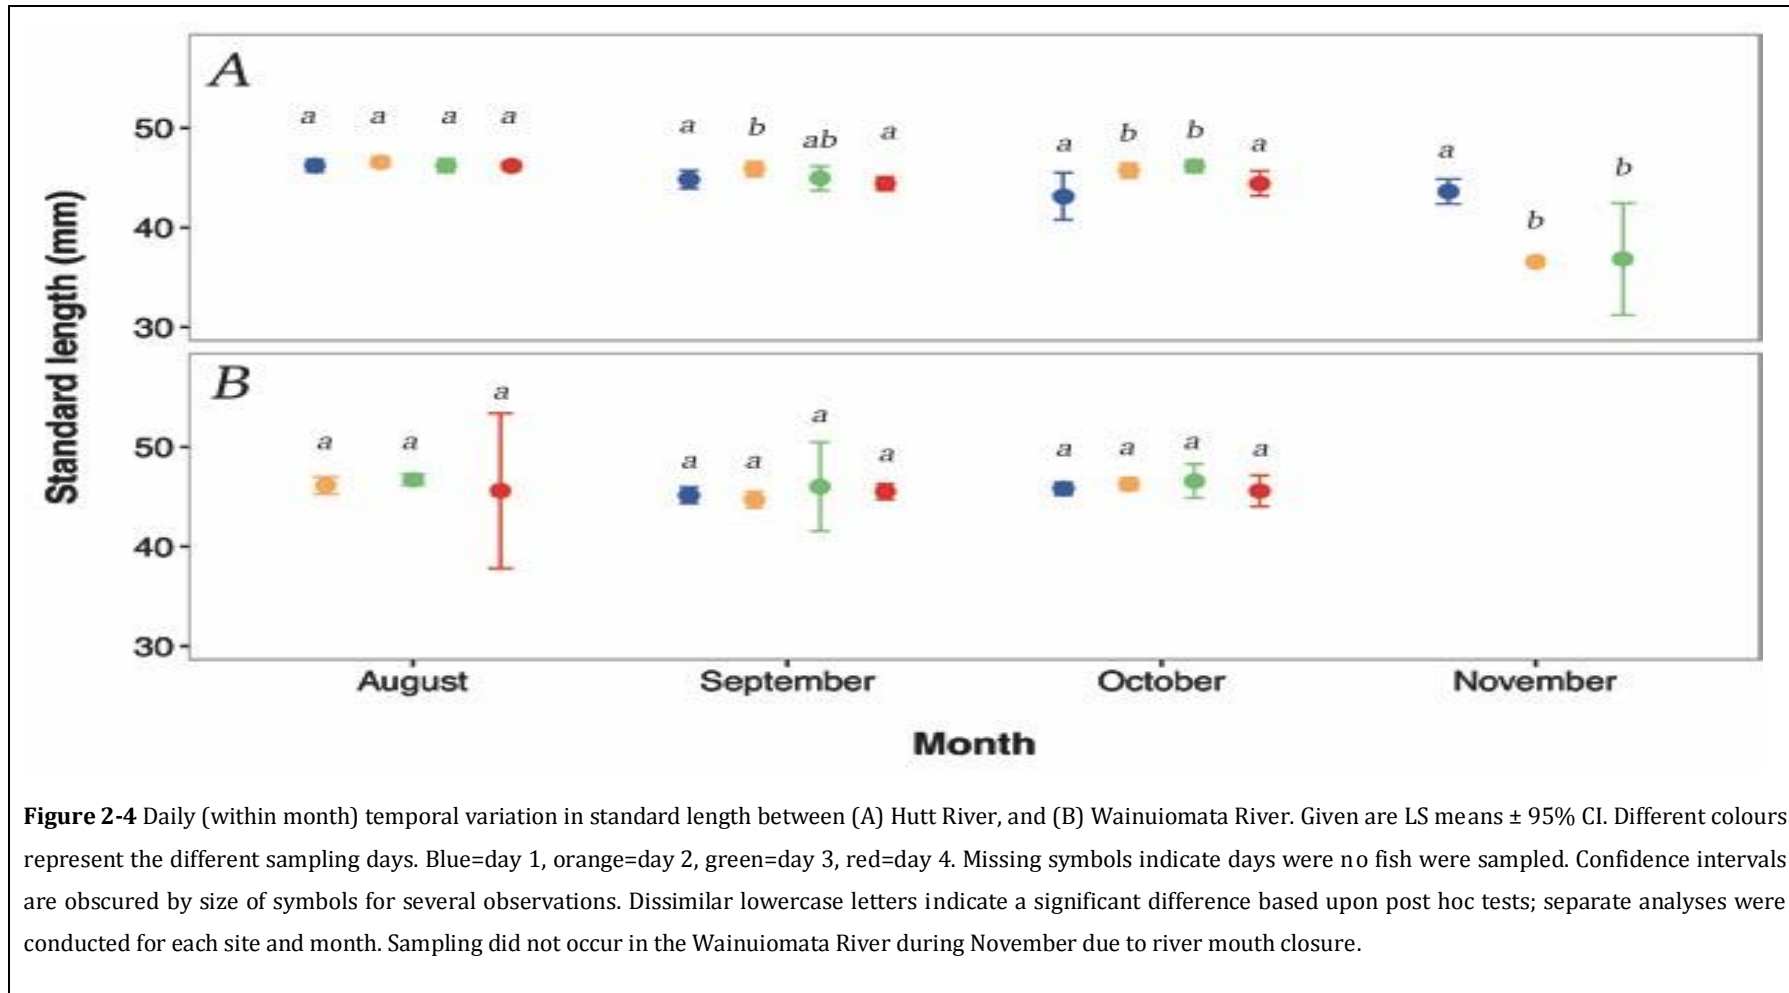 A
a a a a a b ab a a b b a a b b
50
40
30
Standard length (mm)
B
a a a a a a a a a a a
50
40
30
August September October November
Month
Figure 2-4 Daily (within month) temporal variation in standard length between (A) Hutt River, and (B) Wainuiomata River. Given are LS means ± 95% CI. Different colours
represent the different sampling days. Blue=day 1, orange=day 2, green=day 3, red=day 4. Missing symbols indicate days were no fish were sampled. Confidence intervals
are obscured by size of symbols for several observations. Dissimilar lowercase letters indicate a significant difference based upon post hoc tests; separate analyses were
conducted for each site and month. Sampling did not occur in the Wainuiomata River during November due to river mouth closure.